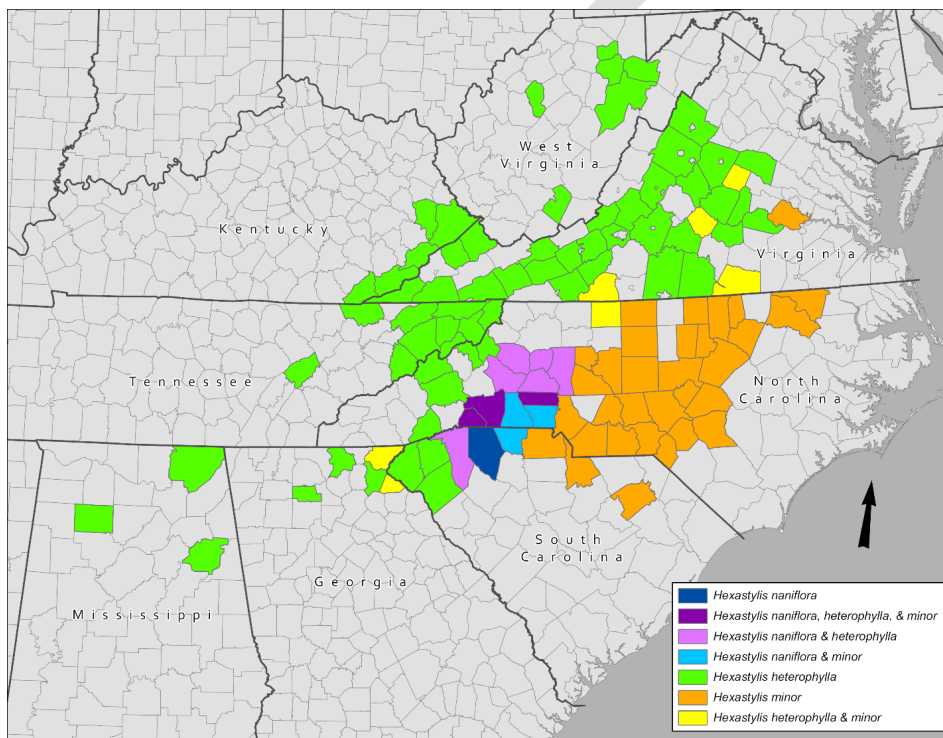 West
Virginia
Kentucky
Virginia
Tennessee
North
Carolina
South
Carolina
Georgia
Mississippi
Hexastylis naniflora
Hexastylis naniflora, heterophylla, & minor
Hexastylis naniflora & heterophylla
Hexastylis naniflora & minor
Hexastylis heterophylla
Hexastylis minor
Hexastylis heterophylla & minor